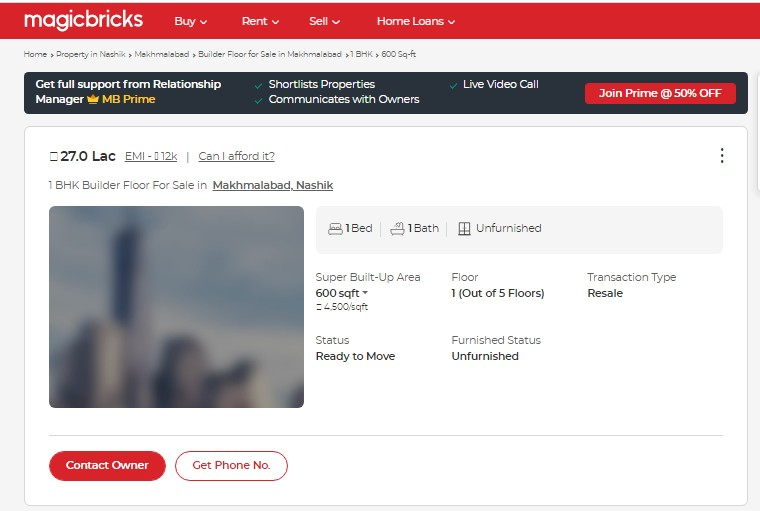 magicbricks
Buy Rent Sell Home Loans
Home > Property in Nashik > Makhmalabad > Builder Floor for Sale in Makhmalabad > 1 BHK > 600 Sq-ft
Get full support from Relationship
Manager MB Prime
Shortlists Properties
Communicates with Owners
Live Video Call
Join Prime @ 50% OFF
27.0 Lac EMI - 12k | Can I afford it?
1 BHK Builder Floor For Sale in Makhmalabad, Nashik
1 Bed 1 Bath Unfurnished
Super Built-Up Area Floor Transaction Type
600 sqft 1 (Out of 5 Floors) Resale
4,500/sqft
Status Furnished Status
Ready to Move Unfurnished
Contact Owner Get Phone No.